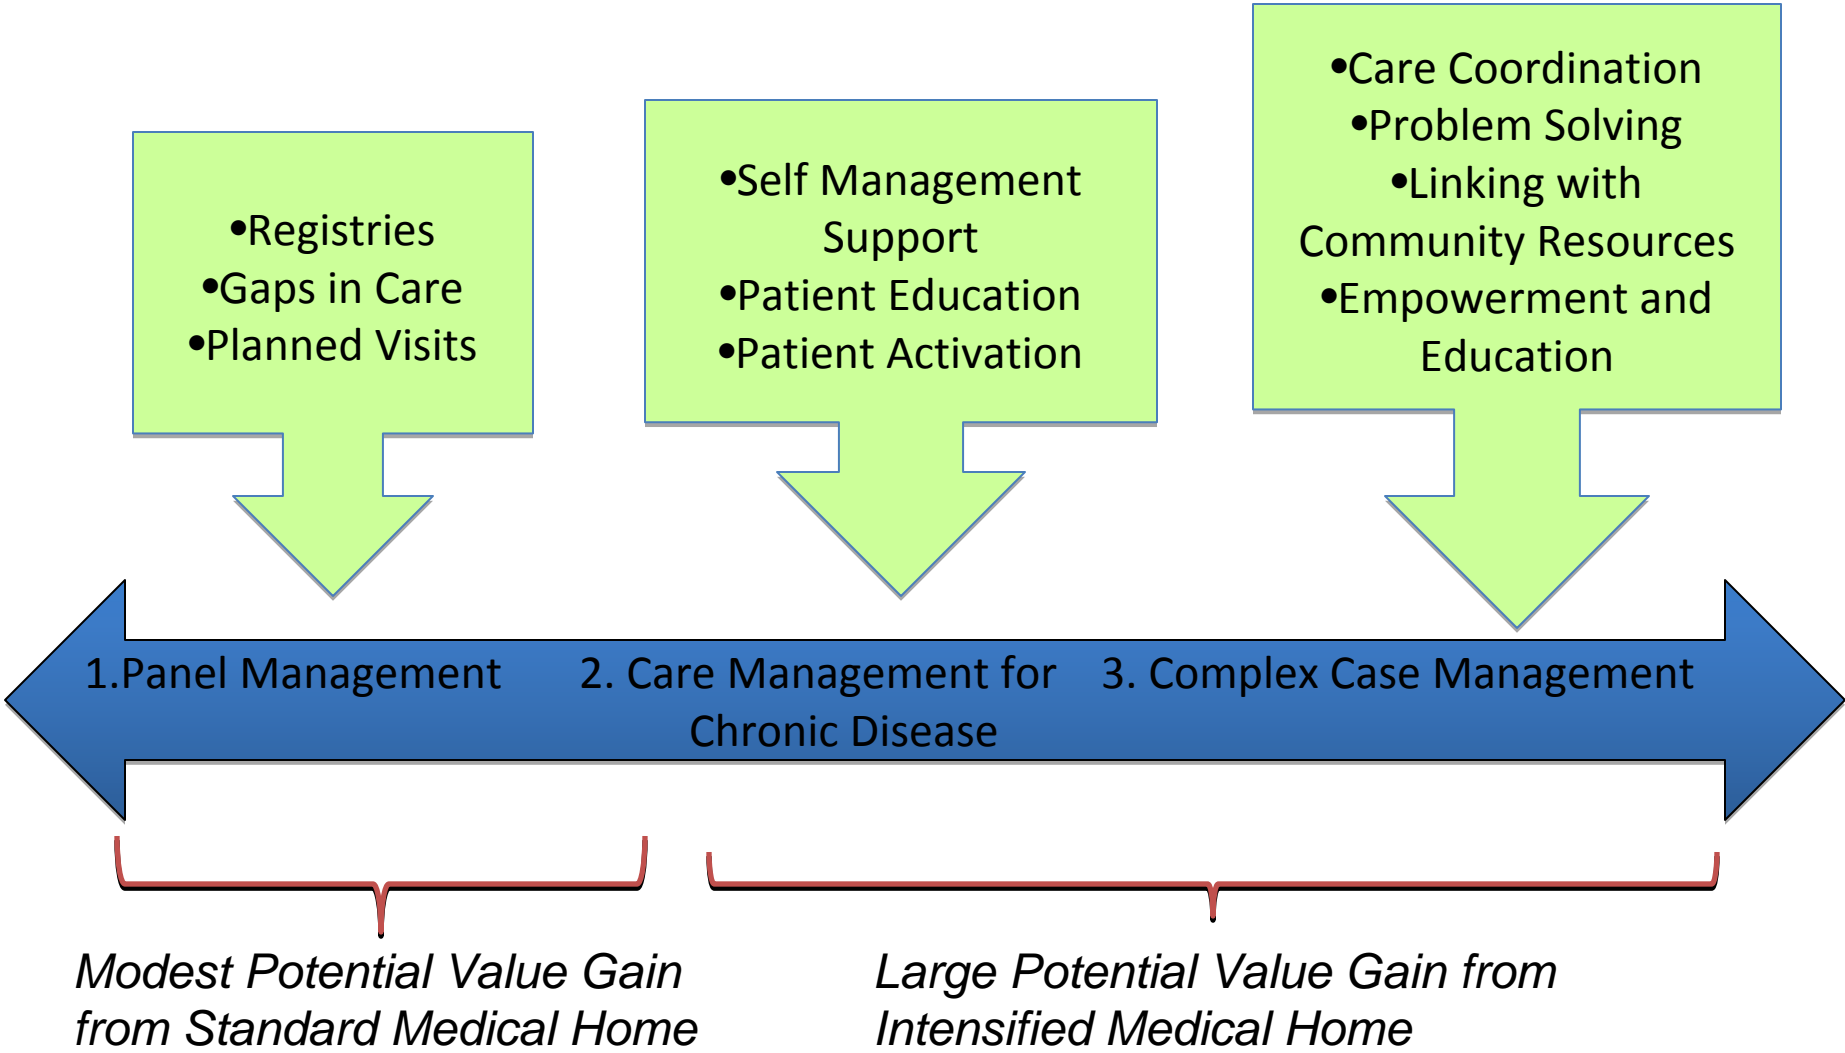 •Registries
•Gaps in Care
•Planned Visits
•Self Management
Support
•Patient Education
•Patient Activation
•Care Coordination
•Problem Solving
•Linking with
Community Resources
•Empowerment and
Education
1.Panel Management
2. Care Management for
Chronic Disease
3. Complex Case Management
Modest Potential Value Gain
from Standard Medical Home
Large Potential Value Gain from
Intensified Medical Home